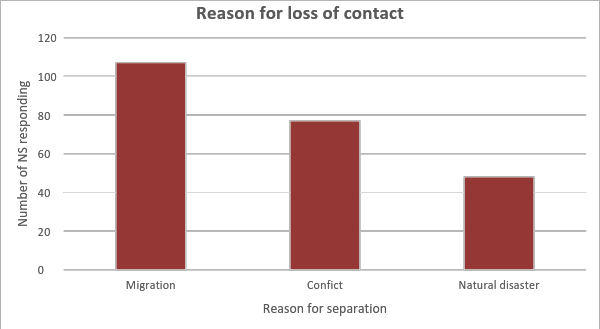 Reason for loss of contact
120
100
80
60
40
20
0
Number of NS responding
Migration
Confict
Natural disaster
Reason for separation